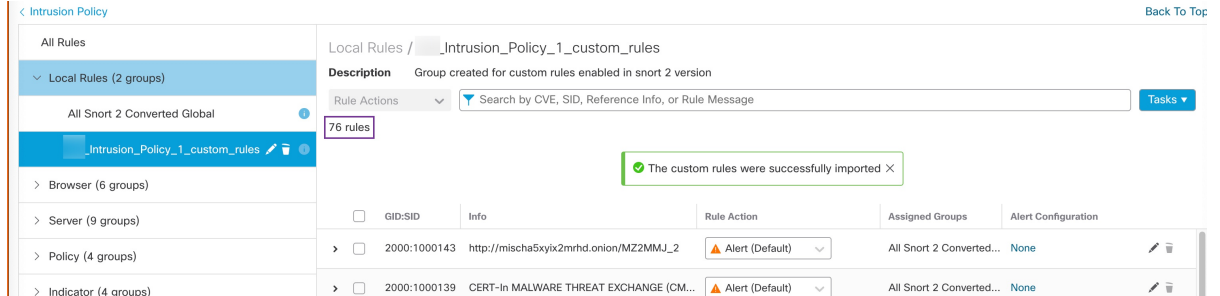 < Intrusion Policy
Back To Top
All Rules
Local Rules (2 groups)
All Snort 2 Converted Global
_Intrusion_Policy_1_custom_rules
Browser (6 groups)
Server (9 groups)
Policy (4 groups)
Indicator (4 groups)
Local Rules / _Intrusion_Policy_1_custom_rules
Description Group created for custom rules enabled in snort 2 version
Rule Actions
Search by CVE, SID, Reference Info, or Rule Message
Tasks
76 rules
The custom rules were successfully imported
GID:SID Info Rule Action Assigned Groups Alert Configuration
2000:1000143 http://mischa5xyix2mrhd.onion/MZ2MMJ_2 Alert (Default) All Snort 2 Converted... None
2000:1000139 CERT-In MALWARE THREAT EXCHANGE (CM... Alert (Default) All Snort 2 Converted... None